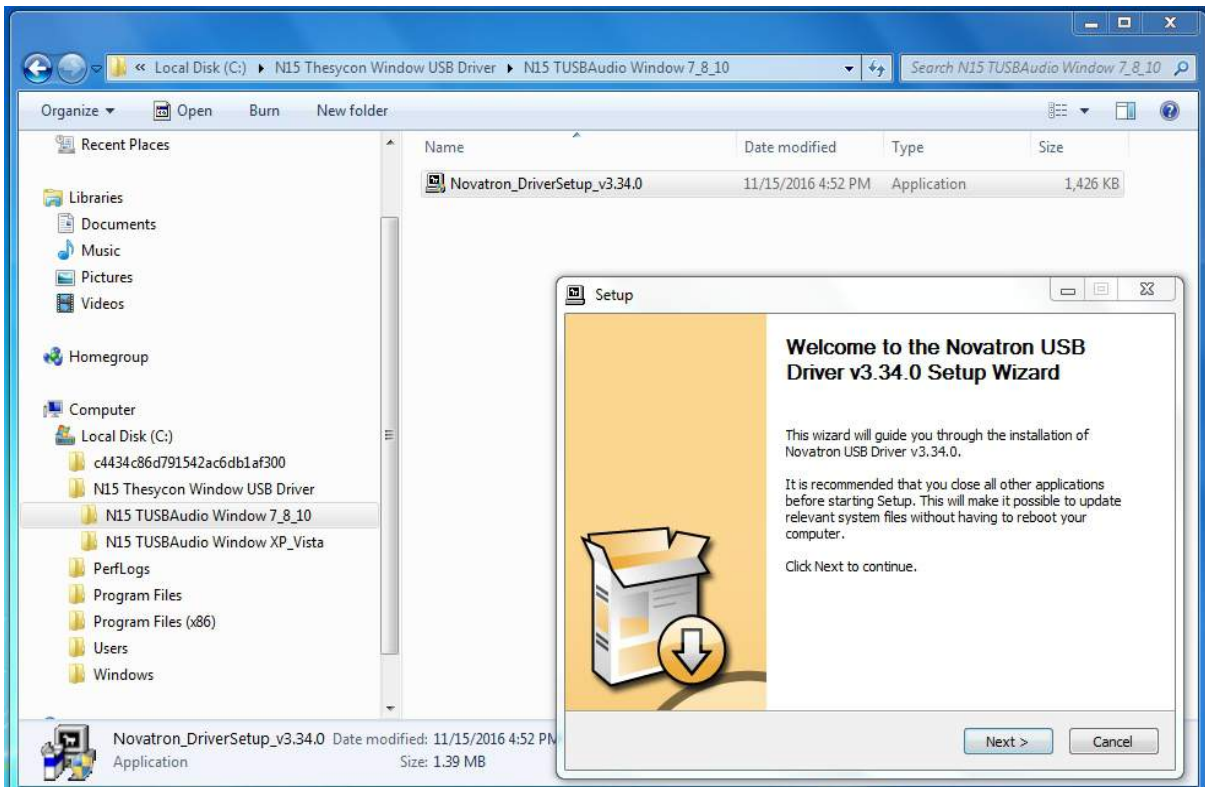 « Local Disk (C:) ▸ N15 Thesycon Window USB Driver ▸ N15 TUSBAudio Window 7_8_10
Search N15 TUSBAudio Window 7_8_10
Organize Open Burn New folder
Recent Places
Libraries
Documents
Music
Pictures
Videos
Homegroup
Computer
Local Disk (C:)
c4434c86d791542ac6db1af300
N15 Thesycon Window USB Driver
N15 TUSBAudio Window 7_8_10
N15 TUSBAudio Window XP_Vista
PerfLogs
Program Files
Program Files (x86)
Users
Windows
Name Date modified Type Size
Novatron_DriverSetup_v3.34.0 11/15/2016 4:52 PM Application 1,426 KB
Setup
Welcome to the Novatron USB
Driver v3.34.0 Setup Wizard
This wizard will guide you through the installation of
Novatron USB Driver v3.34.0.
It is recommended that you close all other applications
before starting Setup. This will make it possible to update
relevant system files without having to reboot your
computer.
Click Next to continue.
Next > Cancel
Novatron_DriverSetup_v3.34.0 Date modified: 11/15/2016 4:52 PM
Application Size: 1.39 MB